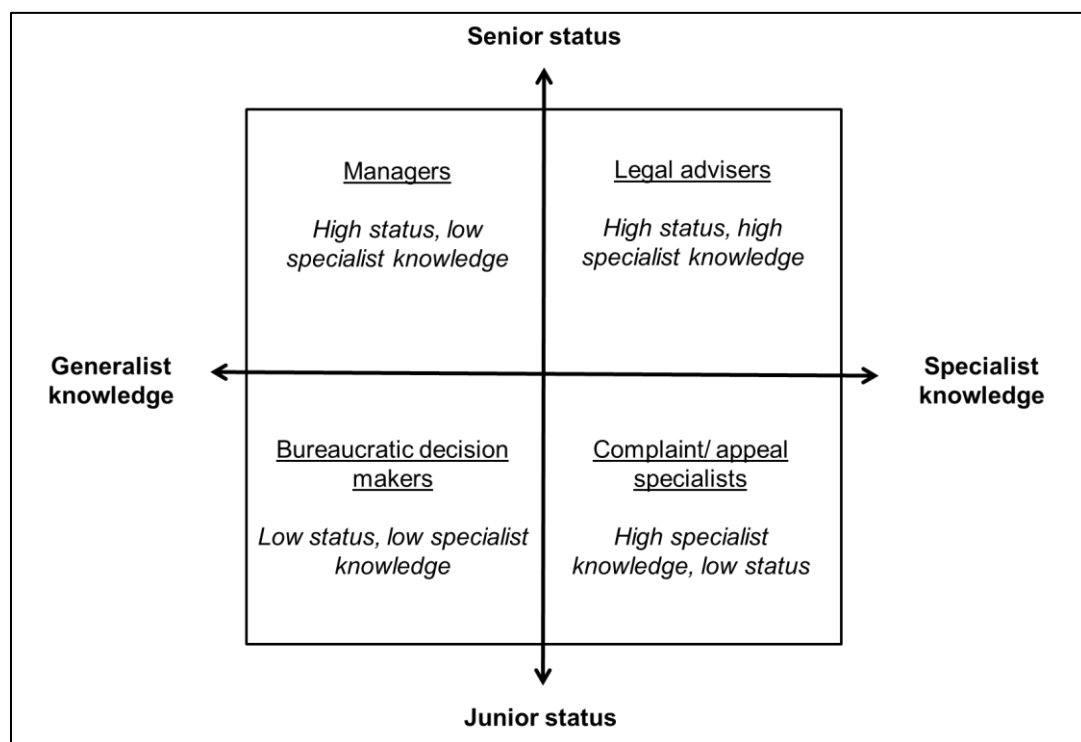 Senior status
Managers
High status, low
specialist knowledge
Legal advisers
High status, high
specialist knowledge
Generalist
knowledge
Specialist
knowledge
Bureaucratic decision
makers
Low status, low specialist
knowledge
Complaint/ appeal
specialists
High specialist
knowledge, low status
Junior status